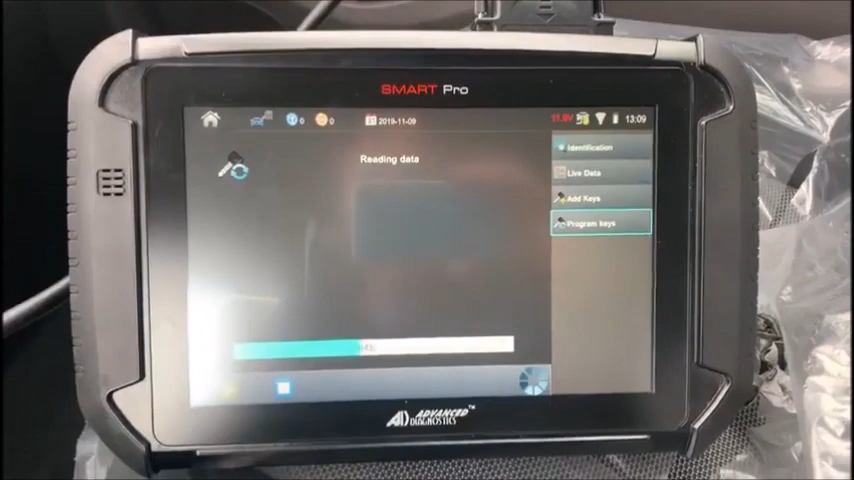 SMART Pro
0
0
2019-11-09
11.9V
13:09
Reading data
Identification
Live Data
Add Keys
Program keys
ADVANCED
DIAGNOSTICS™